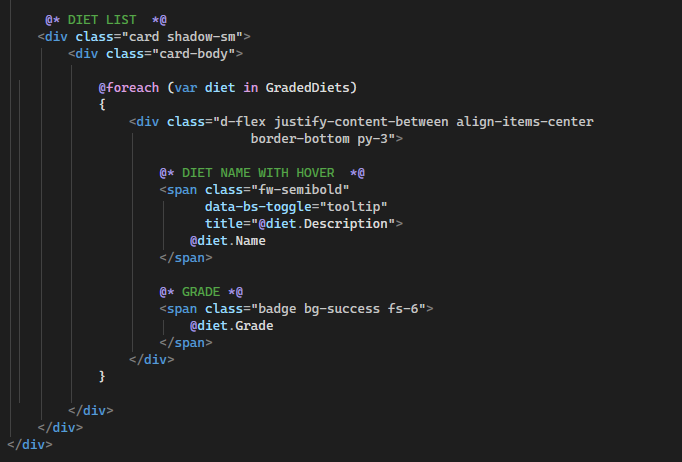 @* DIET LIST  *@
<div class="card shadow-sm">
<div class="card-body">
@foreach (var diet in GradedDiets)
{
<div class="d-flex justify-content-between align-items-center
border-bottom py-3">
@* DIET NAME WITH HOVER  *@
<span class="fw-semibold"
data-bs-toggle="tooltip"
title="@diet.Description">
@diet.Name
</span>
@* GRADE *@
<span class="badge bg-success fs-6">
@diet.Grade
</span>
</div>
}
</div>
</div>
</div>